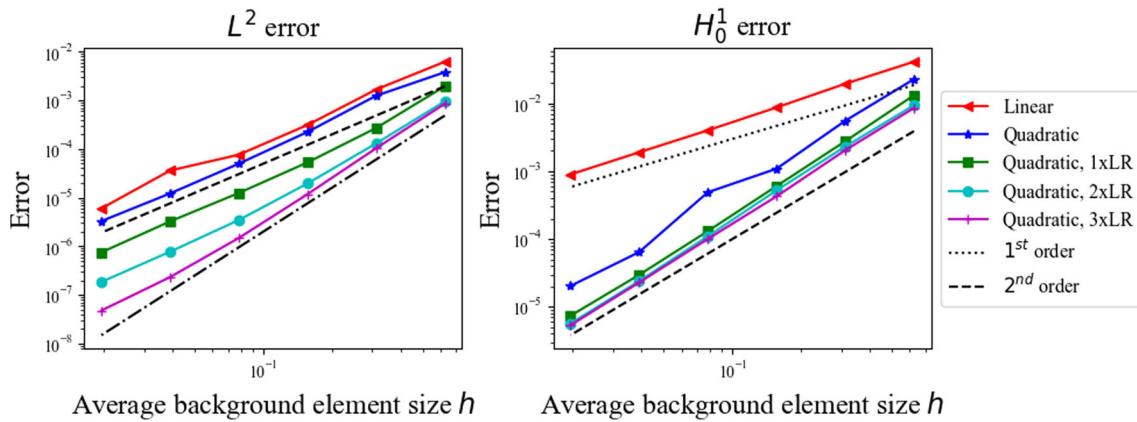 L² error
H₀¹ error
10⁻²
10⁻³
10⁻⁴
10⁻⁵
10⁻⁶
10⁻⁷
10⁻⁸
Error
10⁻¹
Average background element size h
10⁻²
10⁻³
10⁻⁴
10⁻⁵
Error
10⁻¹
Average background element size h
Linear
Quadratic
Quadratic, 1xLR
Quadratic, 2xLR
Quadratic, 3xLR
1ˢᵗ order
2ⁿᵈ order